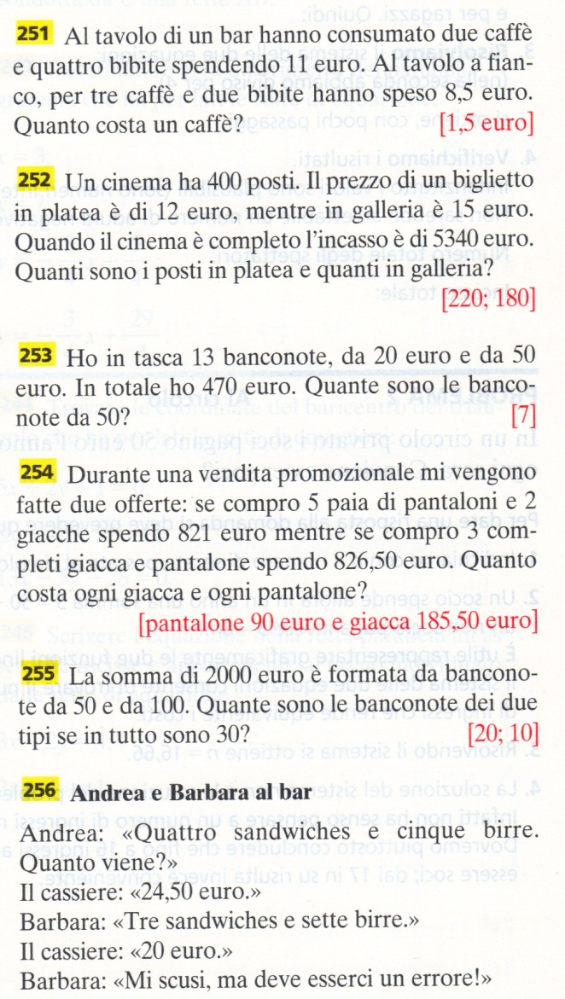 251 Al tavolo di un bar hanno consumato due caffè
e quattro bibite spendendo 11 euro. Al tavolo a fian-
co, per tre caffè e due bibite hanno speso 8,5 euro.
Quanto costa un caffè? [1,5 euro]
252 Un cinema ha 400 posti. Il prezzo di un biglietto
in platea è di 12 euro, mentre in galleria è 15 euro.
Quando il cinema è completo l'incasso è di 5340 euro.
Quanti sono i posti in platea e quanti in galleria?
[220; 180]
253 Ho in tasca 13 banconote, da 20 euro e da 50
euro. In totale ho 470 euro. Quante sono le banco-
note da 50? [7]
254 Durante una vendita promozionale mi vengono
fatte due offerte: se compro 5 paia di pantaloni e 2
giacche spendo 821 euro mentre se compro 3 com-
pleti giacca e pantalone spendo 826,50 euro. Quanto
costa ogni giacca e ogni pantalone?
[pantalone 90 euro e giacca 185,50 euro]
255 La somma di 2000 euro è formata da bancono-
te da 50 e da 100. Quante sono le banconote dei due
tipi se in tutto sono 30? [20; 10]
256 Andrea e Barbara al bar
Andrea: «Quattro sandwiches e cinque birre.
Quanto viene?»
Il cassiere: «24,50 euro.»
Barbara: «Tre sandwiches e sette birre.»
Il cassiere: «20 euro.»
Barbara: «Mi scusi, ma deve esserci un errore!»